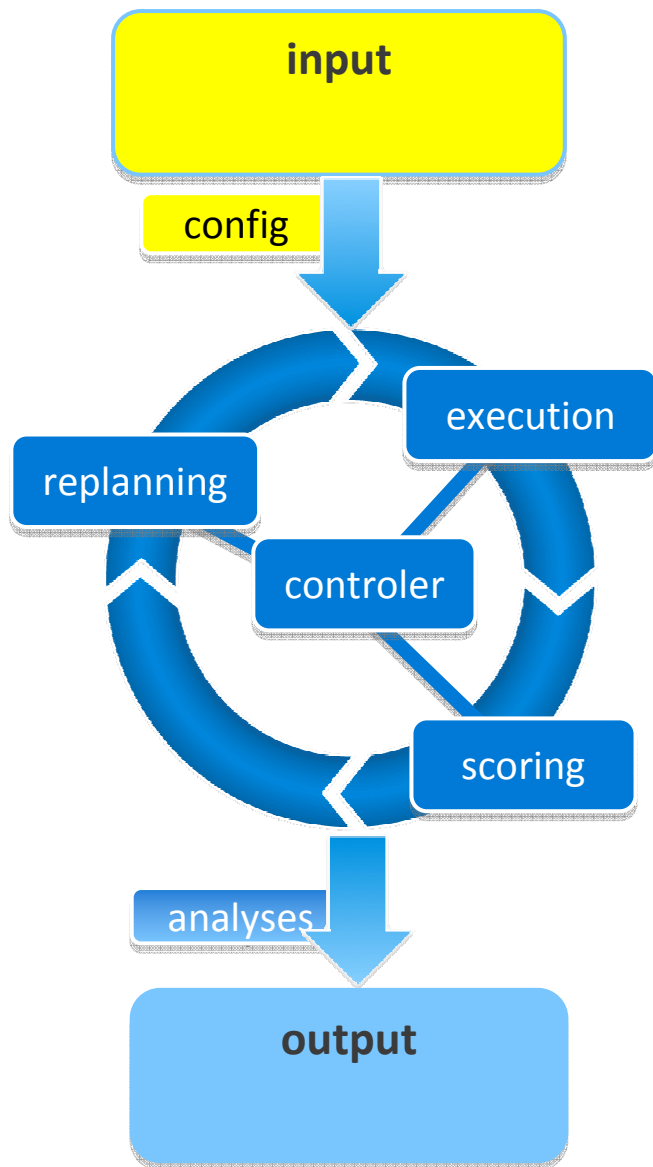 input
config
execution
replanning
controler
scoring
analyses
output